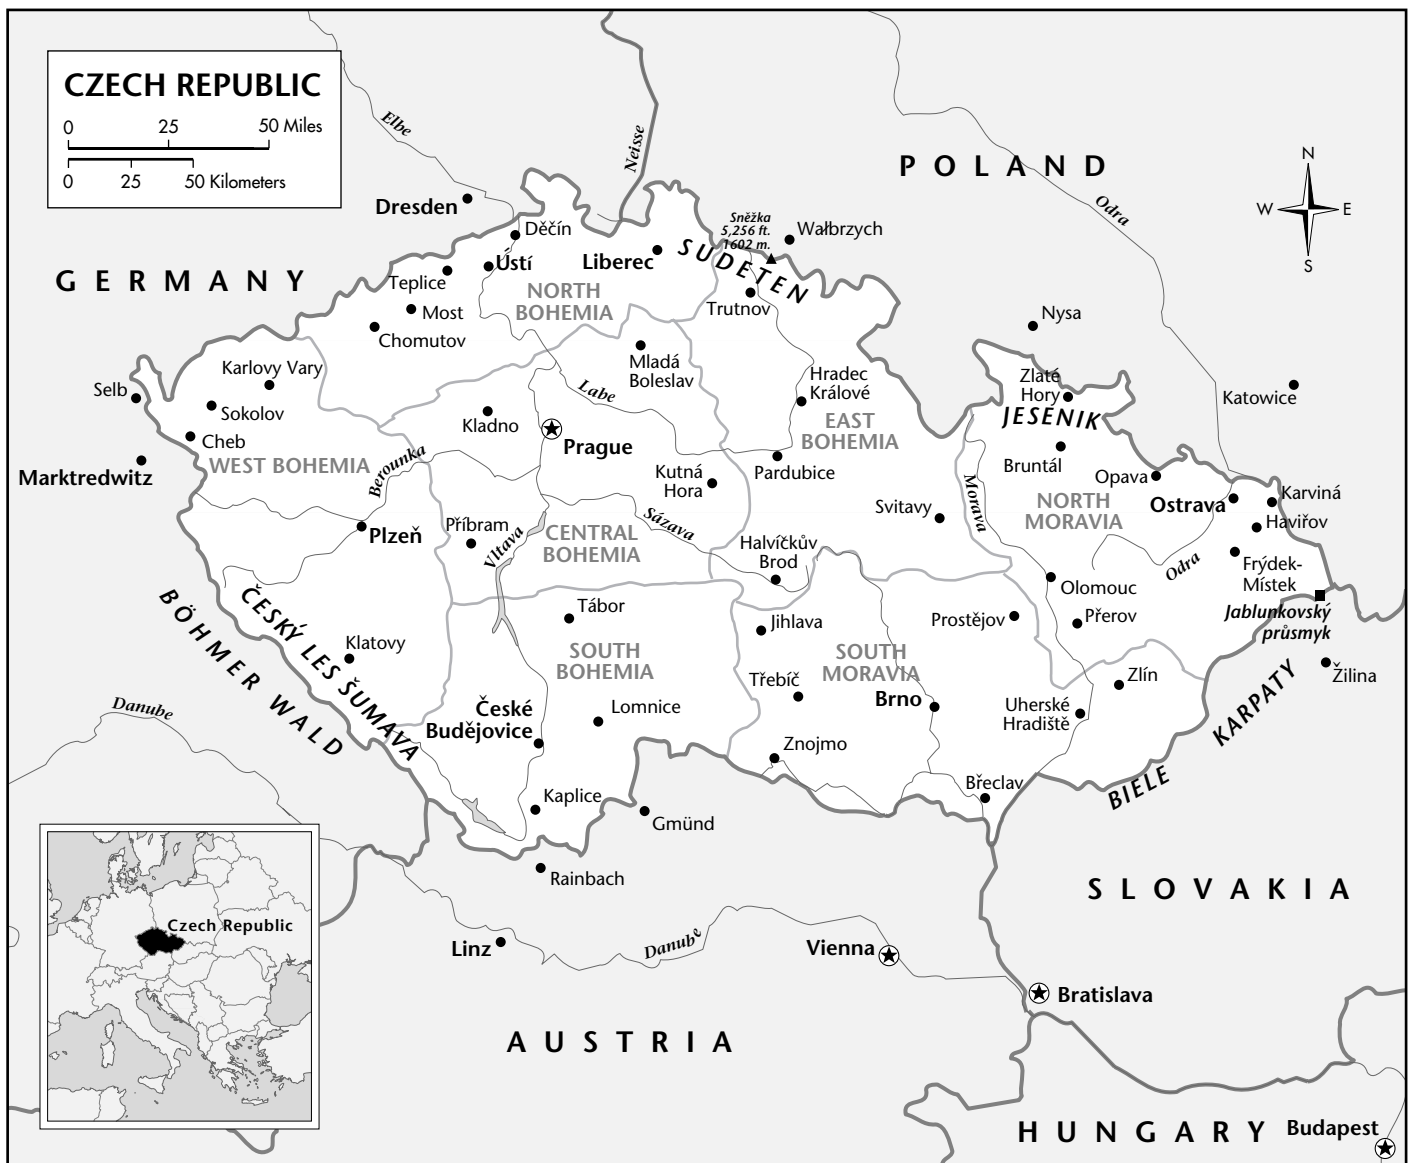 CZECH REPUBLIC
0 25 50 Miles
0 25 50 Kilometers
Elbe
Neisse
POLAND
Odra
N
W E
S
Dresden
Děčín
Sněžka
5,256 ft.
1602 m.
Wałbrzych
GERMANY
Teplice
Ústí
Liberec
SUDETEN
NORTH
BOHEMIA
Most
Chomutov
Trutnov
Nysa
Karlovy Vary
Selb
Sokolov
Cheb
Mladá
Boleslav
Labe
Hradec
Králové
Zlaté
Hory
Katowice
JESENIK
Kladno
Prague
EAST
BOHEMIA
Marktredwitz
WEST BOHEMIA
Berounka
Kutná
Hora
Pardubice
Bruntál
Opava
Morava
NORTH
MORAVIA
Ostrava
Karviná
Haviřov
Svitavy
Plzeň
Příbram
Vltava
CENTRAL
BOHEMIA
Sázava
Halvíčkův
Brod
Odra
Frýdek-
Místek
Olomouc
Jablunkovský
průsmyk
BÖHMER WALD
ČESKÝ LES ŠUMAVA
Tábor
Jihlava
Prostějov
Přerov
Klatovy
SOUTH
BOHEMIA
SOUTH
MORAVIA
Třebíč
Zlín
Žilina
Danube
České
Budějovice
Lomnice
Brno
Uherské
Hradiště
BIELE KARPATY
Znojmo
Břeclav
Kaplice
Gmünd
Rainbach
SLOVAKIA
Czech Republic
Linz
Danube
Vienna
Bratislava
AUSTRIA
HUNGARY
Budapest